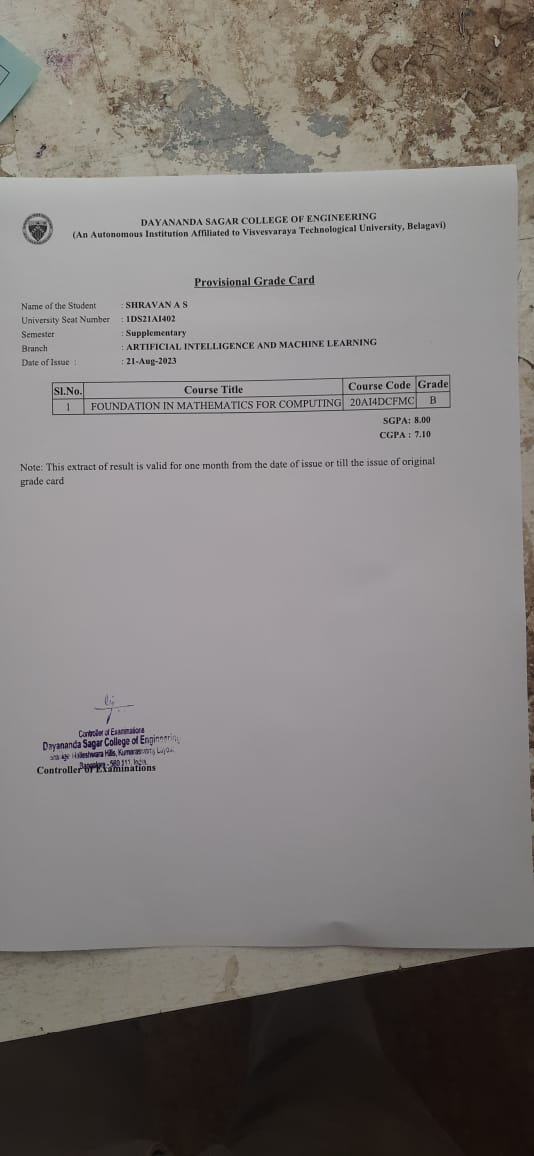 DAYANANDA SAGAR COLLEGE OF ENGINEERING
(An Autonomous Institution Affiliated to Visvesvaraya Technological University, Belagavi)
Provisional Grade Card
Name of the Student : SHRAVAN A S
University Seat Number : 1DS21AI402
Semester : Supplementary
Branch : ARTIFICIAL INTELLIGENCE AND MACHINE LEARNING
Date of Issue : : 21-Aug-2023
Sl.No. Course Title Course Code Grade
1 FOUNDATION IN MATHEMATICS FOR COMPUTING 20AI4DCFMC B
SGPA: 8.00
CGPA : 7.10
Note: This extract of result is valid for one month from the date of issue or till the issue of original
grade card
Controller of Examinations
Dayananda Sagar College of Engineering
Hills,
Bangalore - 560 111, India.
Controller of Examinations